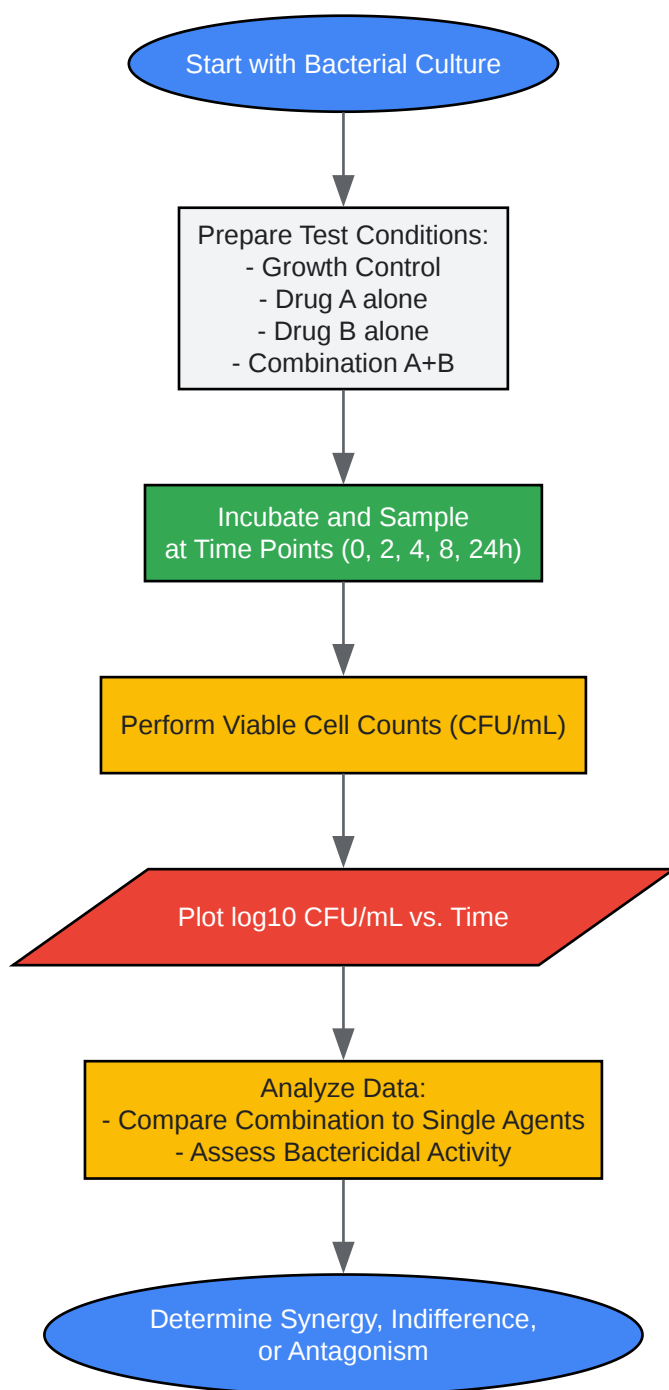 Start with Bacterial Culture
Prepare Test Conditions:
- Growth Control
- Drug A alone
- Drug B alone
- Combination A+B
Incubate and Sample
at Time Points (0, 2, 4, 8, 24h)
Perform Viable Cell Counts (CFU/mL)
Plot log10 CFU/mL vs. Time
Analyze Data:
- Compare Combination to Single Agents
- Assess Bactericidal Activity
Determine Synergy, Indifference,
or Antagonism